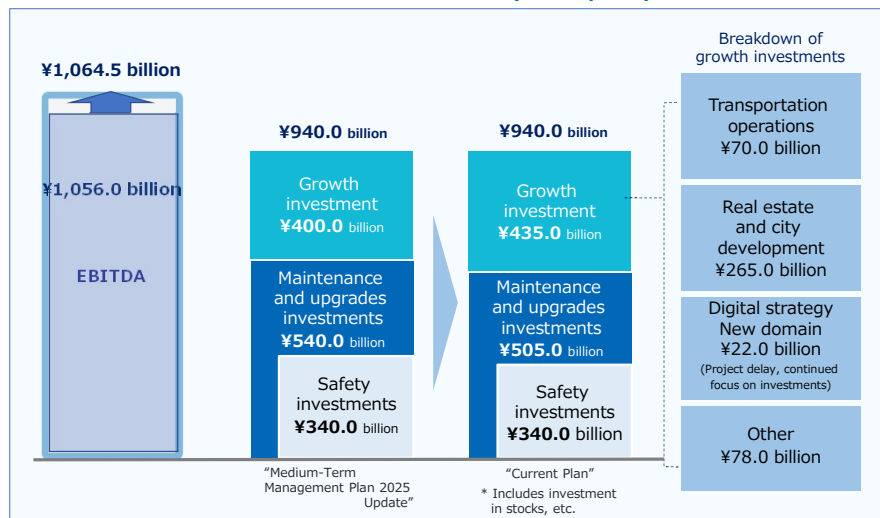 ¥1,064.5 billion
¥1,056.0 billion
EBITDA
¥940.0 billion
Growth
investment
¥400.0 billion
Maintenance
and upgrades
investments
¥540.0 billion
Safety
investments
¥340.0 billion
“Medium-Term
Management Plan 2025
Update”
¥940.0 billion
Growth
investment
¥435.0 billion
Maintenance
and upgrades
investments
¥505.0 billion
Safety
investments
¥340.0 billion
“Current Plan”
* Includes investment
in stocks, etc.
Breakdown of
growth investments
Transportation
operations
¥70.0 billion
Real estate
and city
development
¥265.0 billion
Digital strategy
New domain
¥22.0 billion
(Project delay, continued
focus on investments)
Other
¥78.0 billion